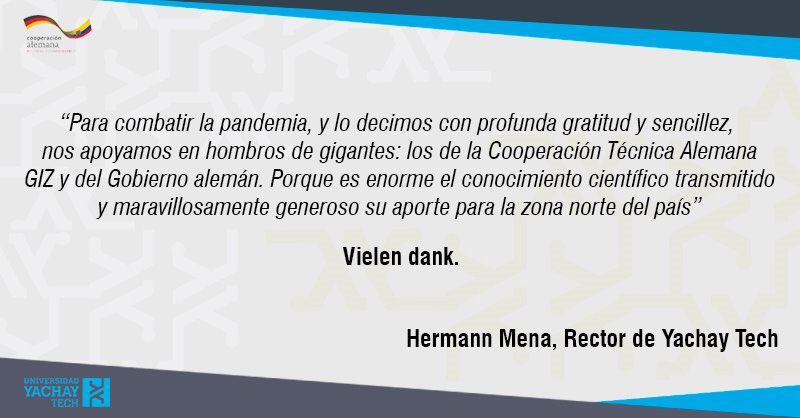 cooperación
alemana
“Para combatir la pandemia, y lo decimos con profunda gratitud y sencillez,
nos apoyamos en hombros de gigantes: los de la Cooperación Técnica Alemana
GIZ y del Gobierno alemán. Porque es enorme el conocimiento científico transmitido
y maravillosamente generoso su aporte para la zona norte del país”
Vielen dank.
Hermann Mena, Rector de Yachay Tech
UNIVERSIDAD
YACHAY
TECH